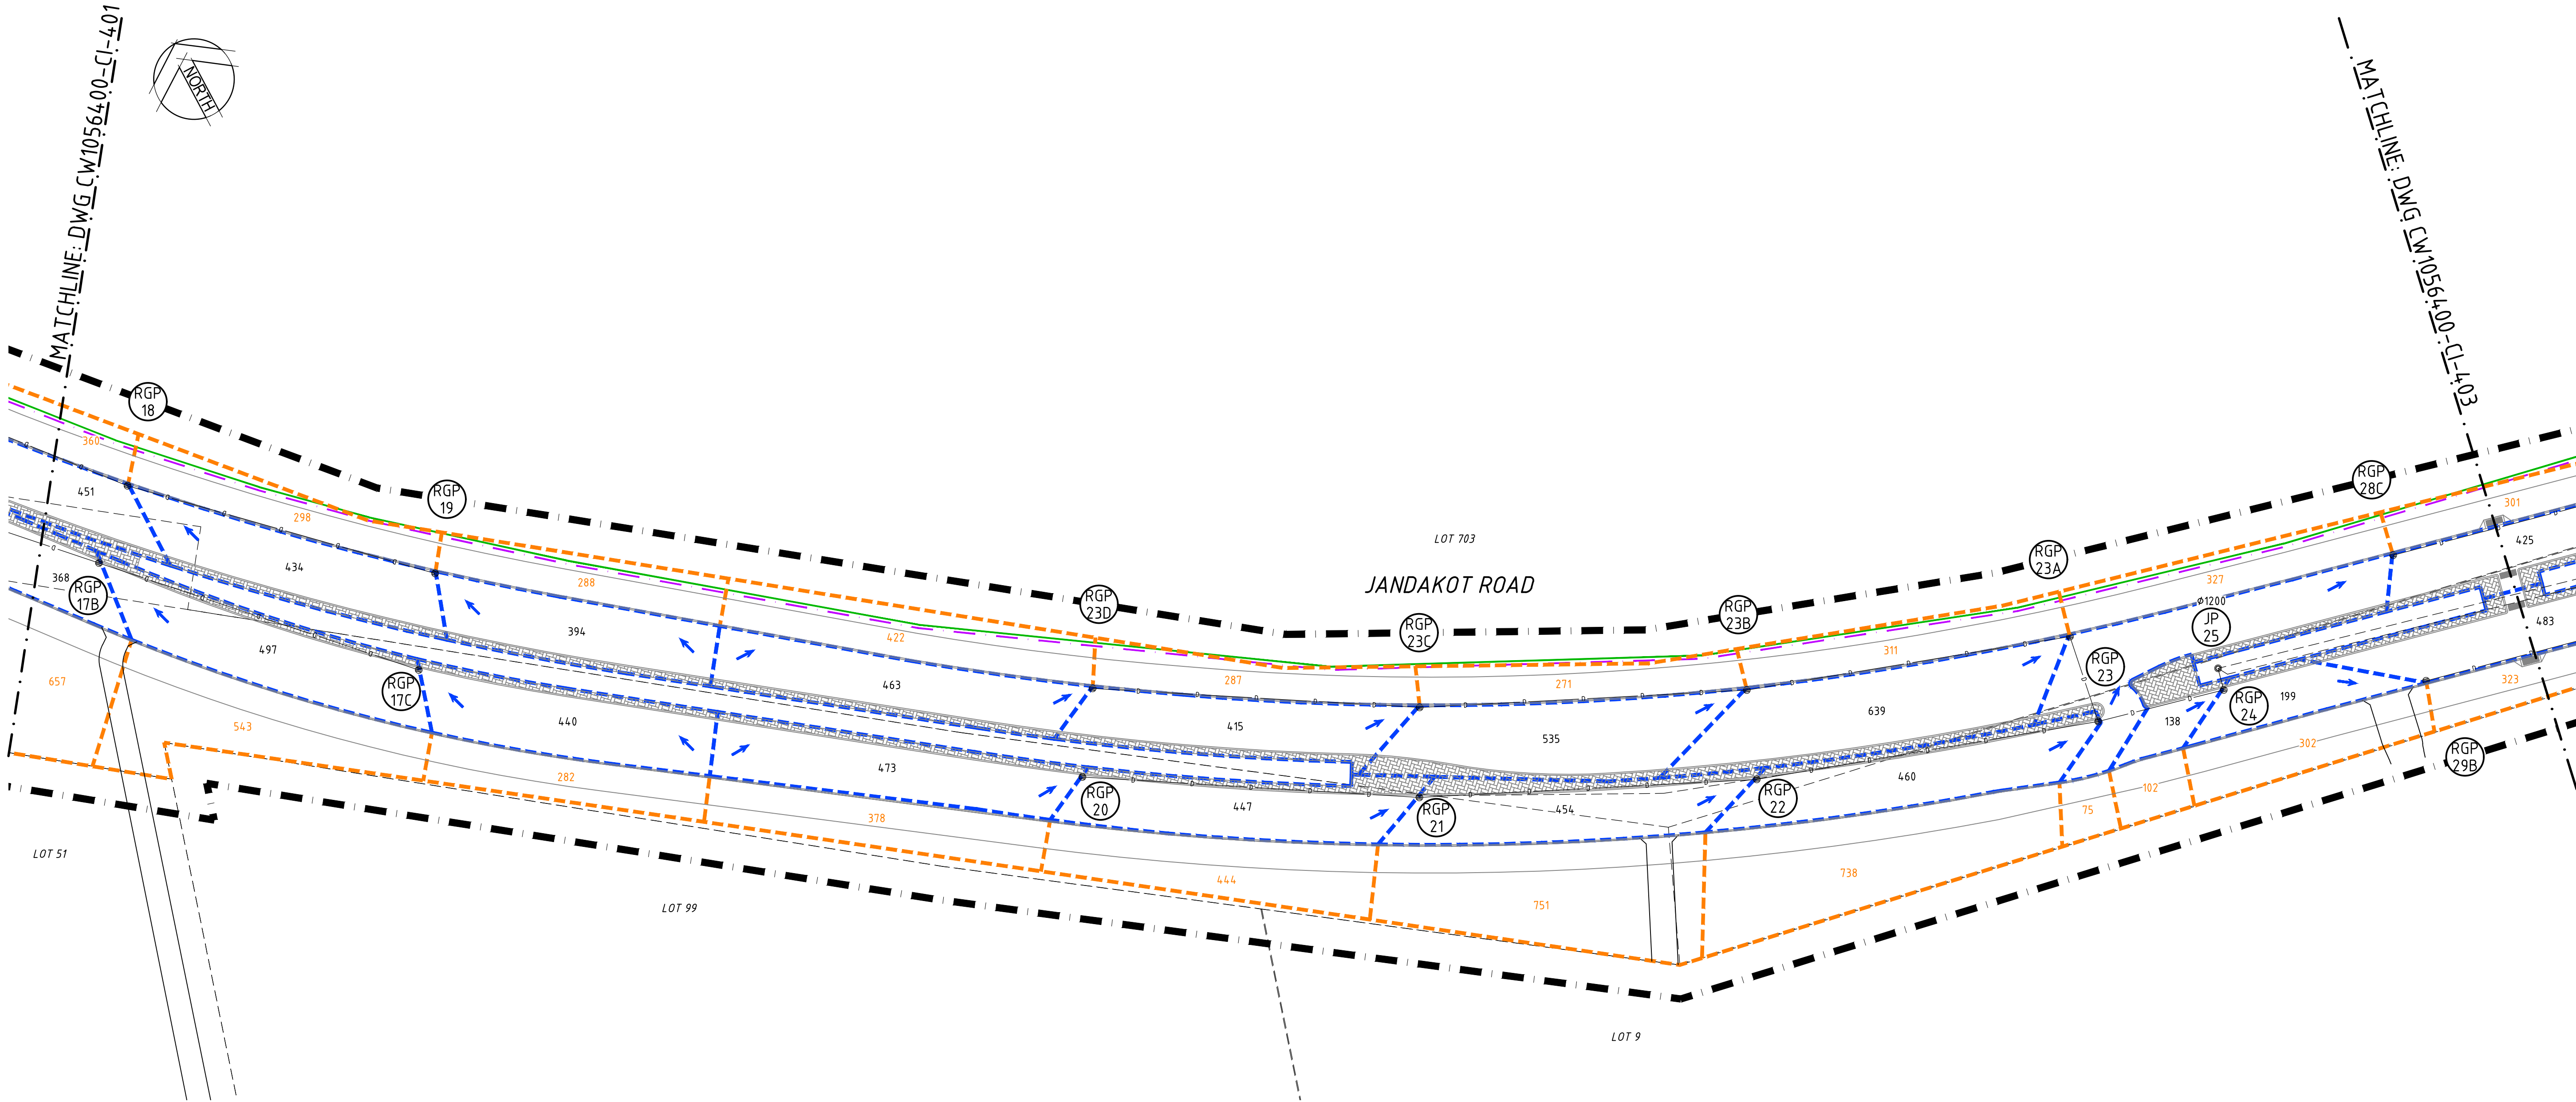 MATCHLINE: DWG CW1056400-CI-401
NORTH
MATCHLINE: DWG CW1056400-CI-403
RGP
18
360
451
368
RGP
17B
657
298
434
497
543
RGP
19
288
394
RGP
17C
440
282
422
463
473
378
RGP
23D
287
415
RGP
20
447
444
LOT 703
JANDAKOT ROAD
RGP
23C
271
535
RGP
21
454
751
RGP
23B
311
639
RGP
22
460
738
RGP
23A
327
Ø1200
JP
25
RGP
23
138
RGP
24
199
75
102
302
RGP
28C
301
425
483
323
RGP
29B
LOT 51
LOT 99
LOT 9